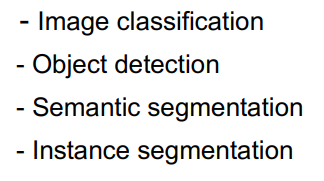 - Image classification
- Object detection
- Semantic segmentation
- Instance segmentation